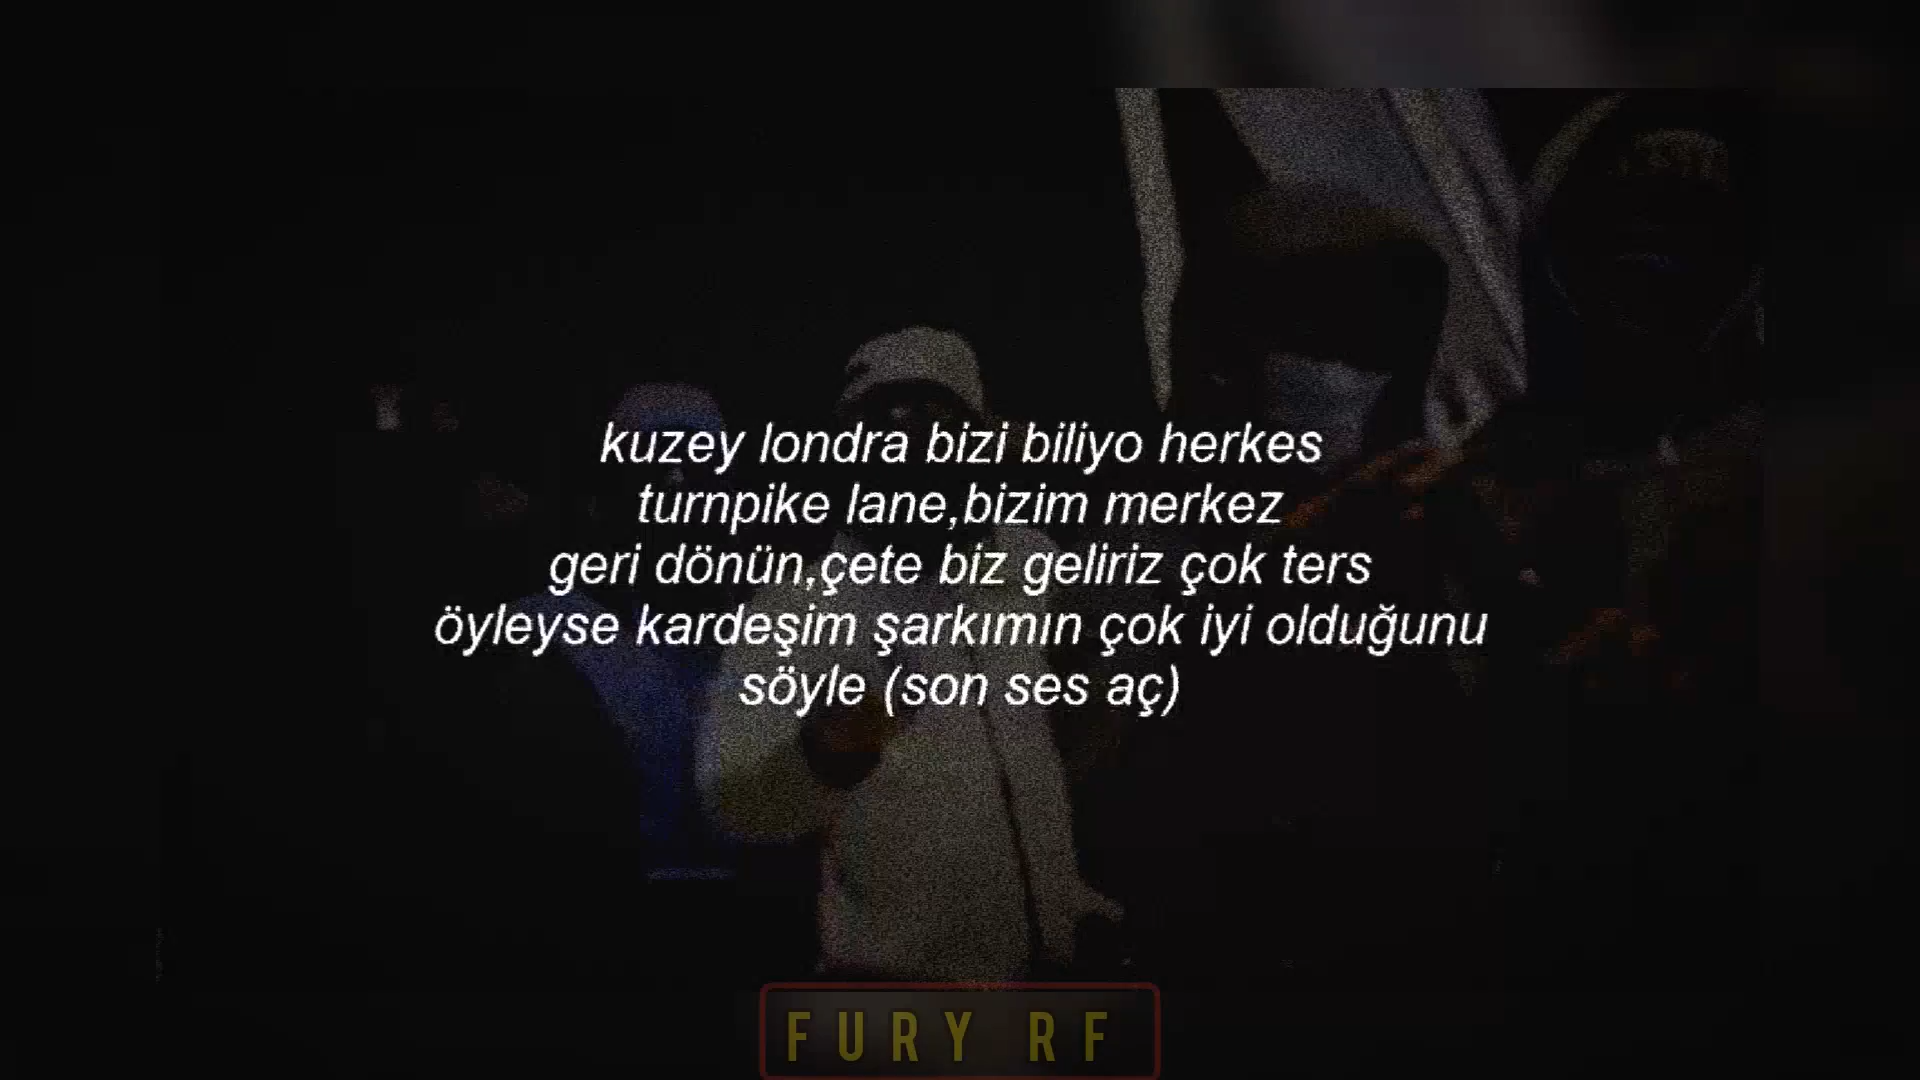 kuzey londra bizi biliyo herkes
turnpike lane,bizim merkez
geri dönün,çete biz geliriz çok ters
öyleyse kardeşim şarkımın çok iyi olduğunu
söyle (son ses aç)
FURY RF